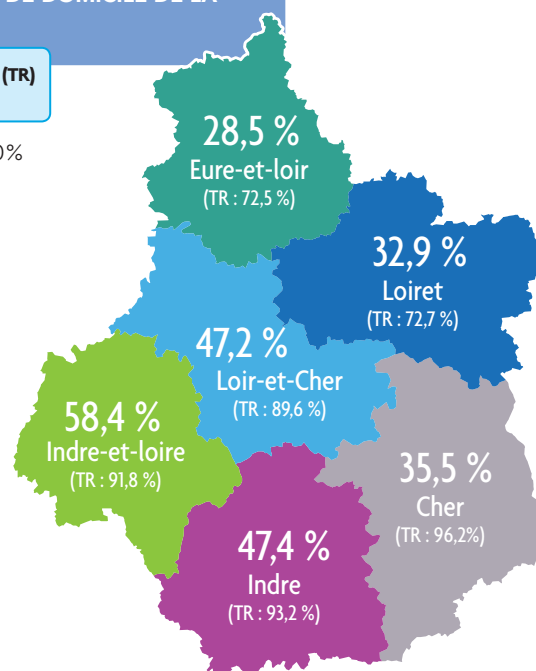 DE DOMICILE DE LA
(TR)
0%
28,5 %
Eure-et-loir
(TR : 72,5 %)
32,9 %
Loiret
(TR : 72,7 %)
47,2 %
Loir-et-Cher
(TR : 89,6 %)
58,4 %
Indre-et-loire
(TR : 91,8 %)
35,5 %
Cher
(TR : 96,2%)
47,4 %
Indre
(TR : 93,2 %)